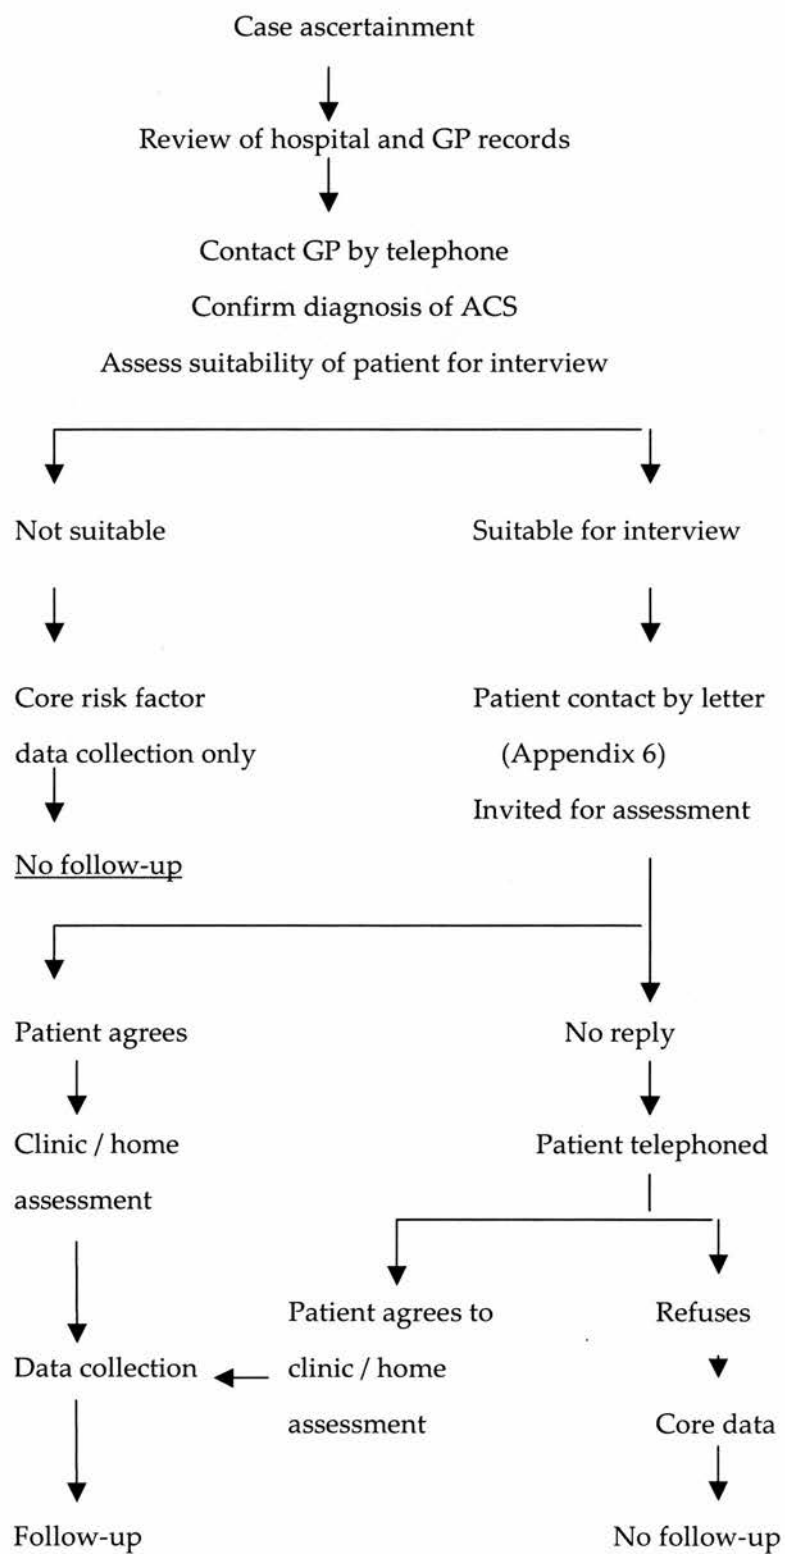 Case ascertainment
Review of hospital and GP records
Contact GP by telephone
Confirm diagnosis of ACS
Assess suitability of patient for interview
Not suitable
Suitable for interview
Core risk factor
data collection only
No follow-up
Patient contact by letter
(Appendix 6)
Invited for assessment
Patient agrees
No reply
Clinic / home
assessment
Patient telephoned
Patient agrees to
clinic / home
assessment
Refuses
Data collection
Core data
Follow-up
No follow-up